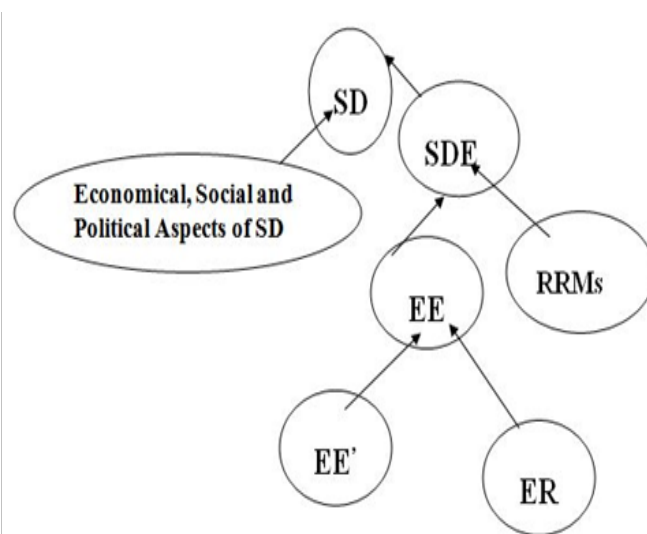 SD
SDE
Economical, Social and
Political Aspects of SD
RRMs
EE
EE’
ER